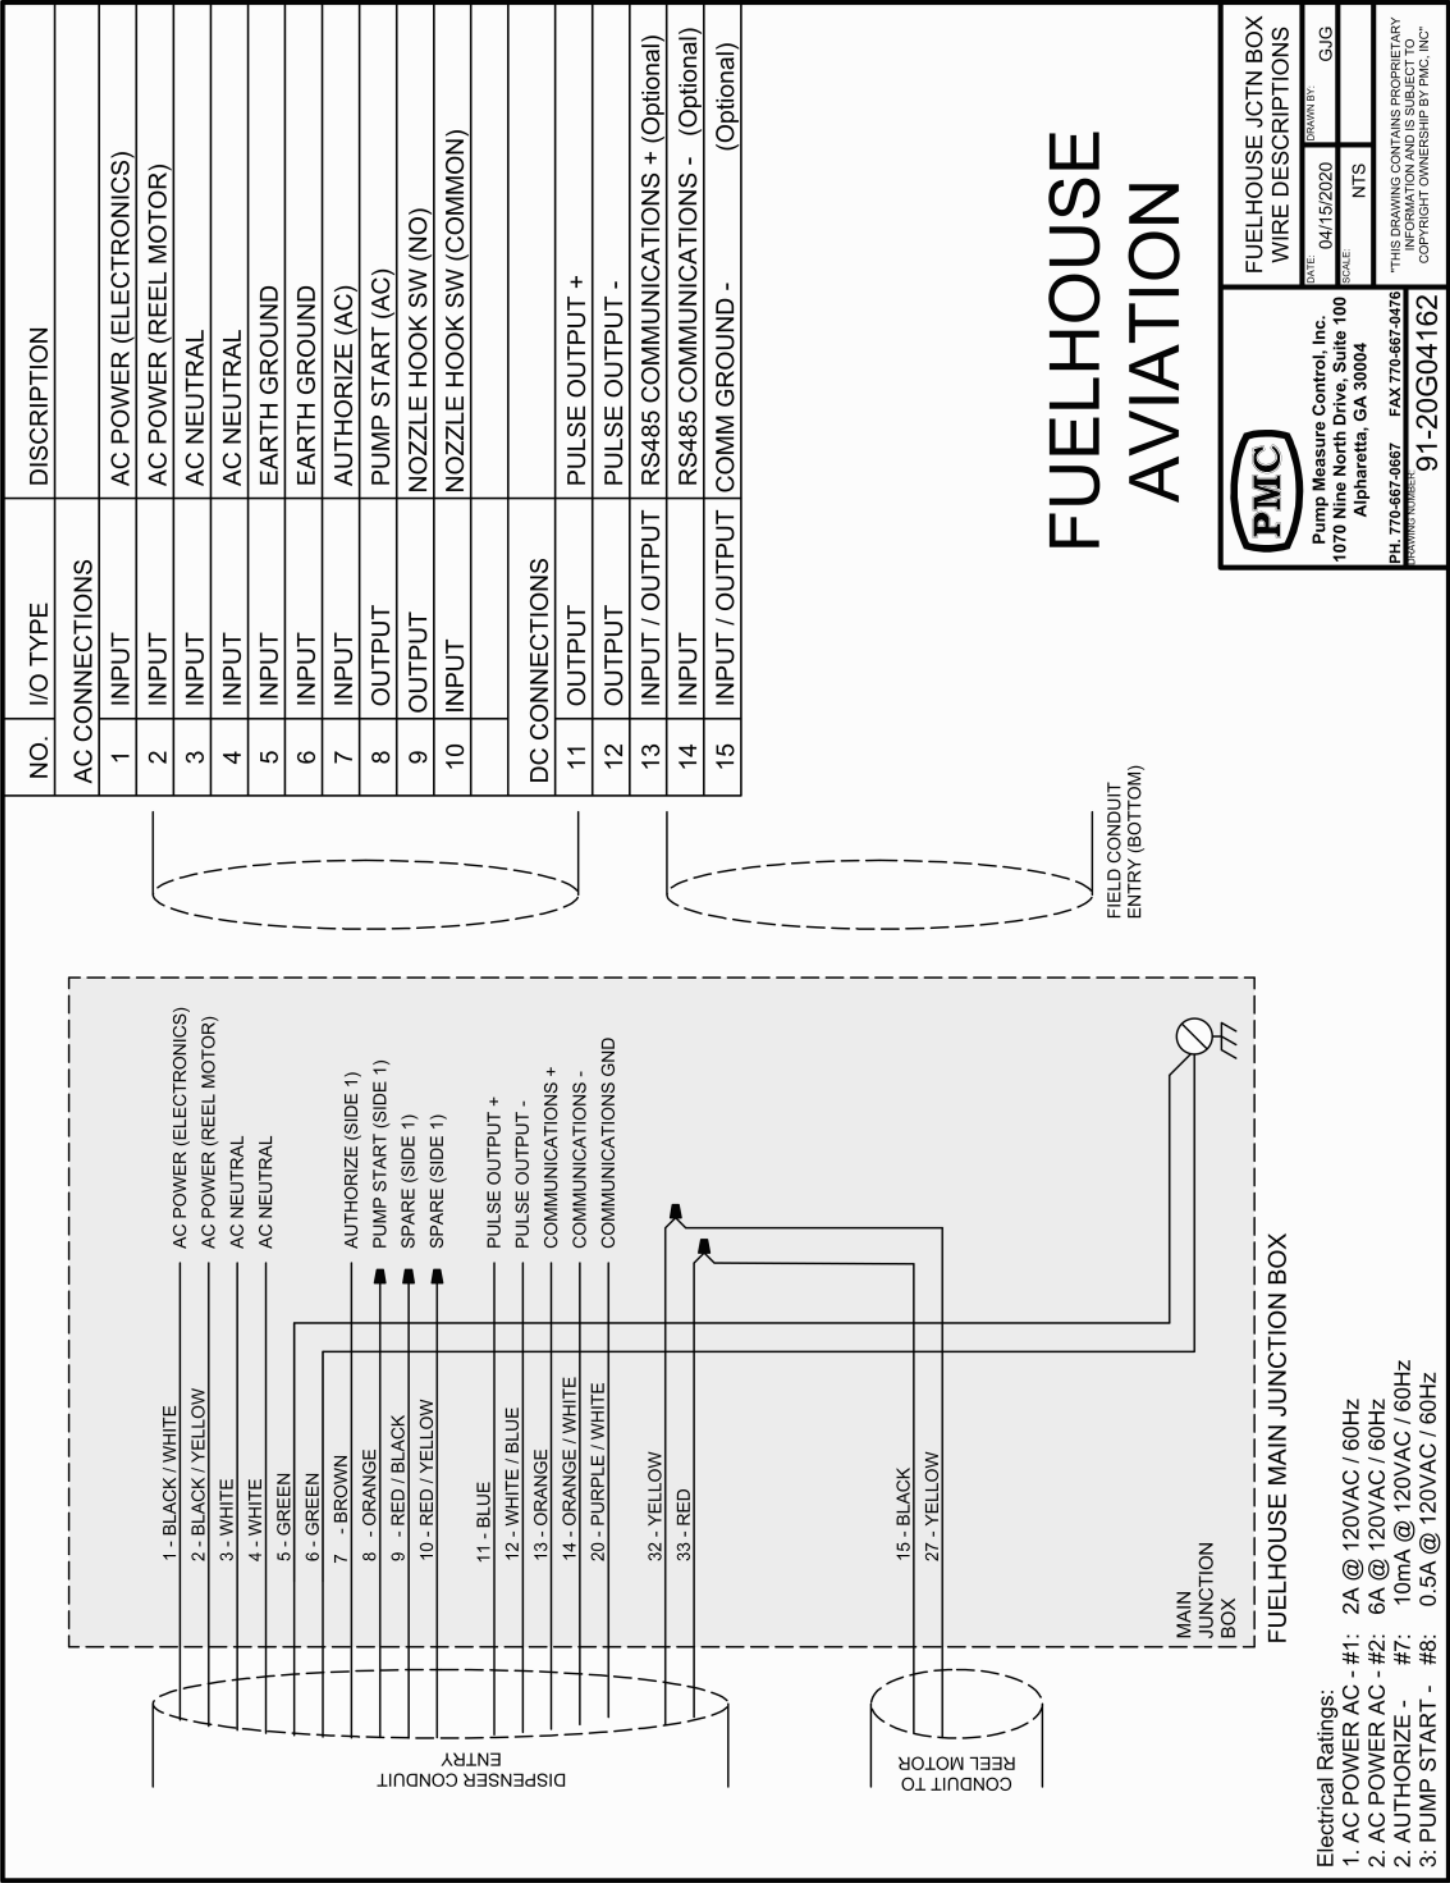 NO. I/O TYPE DISCRIPTION
AC CONNECTIONS
1 INPUT AC POWER (ELECTRONICS)
2 INPUT AC POWER (REEL MOTOR)
3 INPUT AC NEUTRAL
4 INPUT AC NEUTRAL
5 INPUT EARTH GROUND
6 INPUT EARTH GROUND
7 INPUT AUTHORIZE (AC)
8 OUTPUT PUMP START (AC)
9 OUTPUT NOZZLE HOOK SW (NO)
10 INPUT NOZZLE HOOK SW (COMMON)
DC CONNECTIONS
11 OUTPUT PULSE OUTPUT +
12 OUTPUT PULSE OUTPUT -
13 INPUT / OUTPUT RS485 COMMUNICATIONS + (Optional)
14 INPUT RS485 COMMUNICATIONS - (Optional)
15 INPUT / OUTPUT COMM GROUND - (Optional)
DISPENSER CONDUIT
ENTRY
1 - BLACK / WHITE AC POWER (ELECTRONICS)
2 - BLACK / YELLOW AC POWER (REEL MOTOR)
3 - WHITE AC NEUTRAL
4 - WHITE AC NEUTRAL
5 - GREEN
6 - GREEN
7 - BROWN AUTHORIZE (SIDE 1)
8 - ORANGE PUMP START (SIDE 1)
9 - RED / BLACK SPARE (SIDE 1)
10 - RED / YELLOW SPARE (SIDE 1)
11 - BLUE PULSE OUTPUT +
12 - WHITE / BLUE PULSE OUTPUT -
13 - ORANGE COMMUNICATIONS +
14 - ORANGE / WHITE COMMUNICATIONS -
20 - PURPLE / WHITE COMMUNICATIONS GND
32 - YELLOW
33 - RED
CONDUIT TO
REEL MOTOR
15 - BLACK
27 - YELLOW
MAIN
JUNCTION
BOX
FUELHOUSE MAIN JUNCTION BOX
FIELD CONDUIT
ENTRY (BOTTOM)
Electrical Ratings:
1. AC POWER AC - #1: 2A @ 120VAC / 60Hz
2. AC POWER AC - #2: 6A @ 120VAC / 60Hz
2. AUTHORIZE - #7: 10mA @ 120VAC / 60Hz
3: PUMP START - #8: 0.5A @ 120VAC / 60Hz
FUELHOUSE
AVIATION
PMC
Pump Measure Control, Inc.
1070 Nine North Drive, Suite 100
Alpharetta, GA 30004
PH. 770-667-0667 FAX 770-667-0476
DRAWING NUMBER:
91-20G04162
FUELHOUSE JCTN BOX
WIRE DESCRIPTIONS
DATE: 04/15/2020
DRAWN BY: GJG
SCALE: NTS
"THIS DRAWING CONTAINS PROPRIETARY
INFORMATION AND IS SUBJECT TO
COPYRIGHT OWNERSHIP BY PMC, INC"